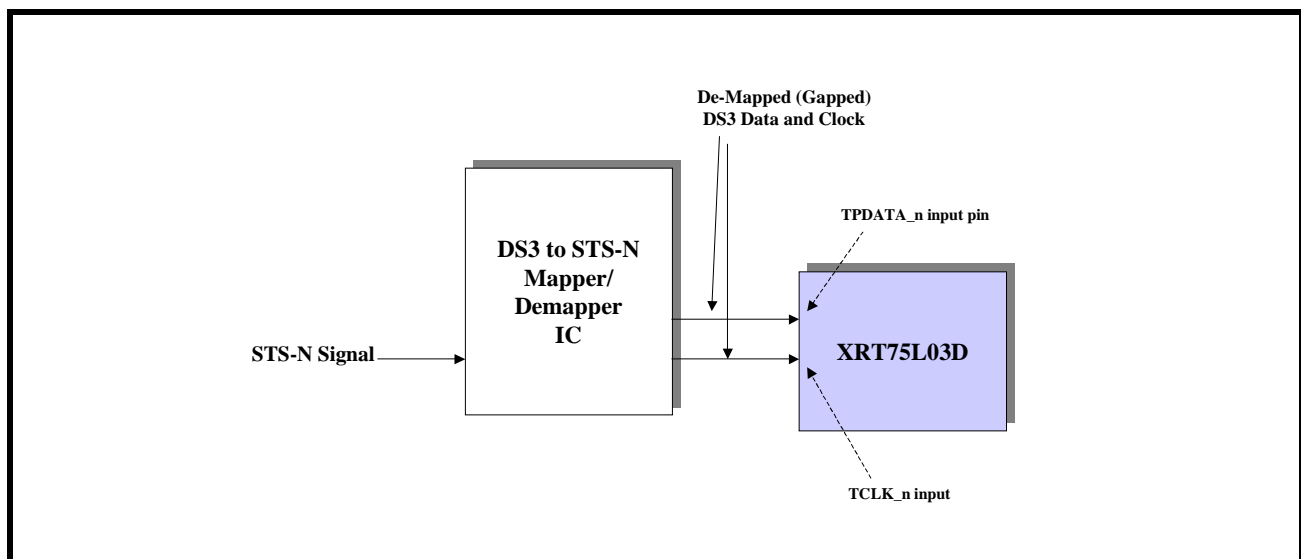 De-Mapped (Gapped)
DS3 Data and Clock
TPDATA_n input pin
DS3 to STS-N
Mapper/
Demapper
IC
STS-N Signal
XRT75L03D
TCLK_n input